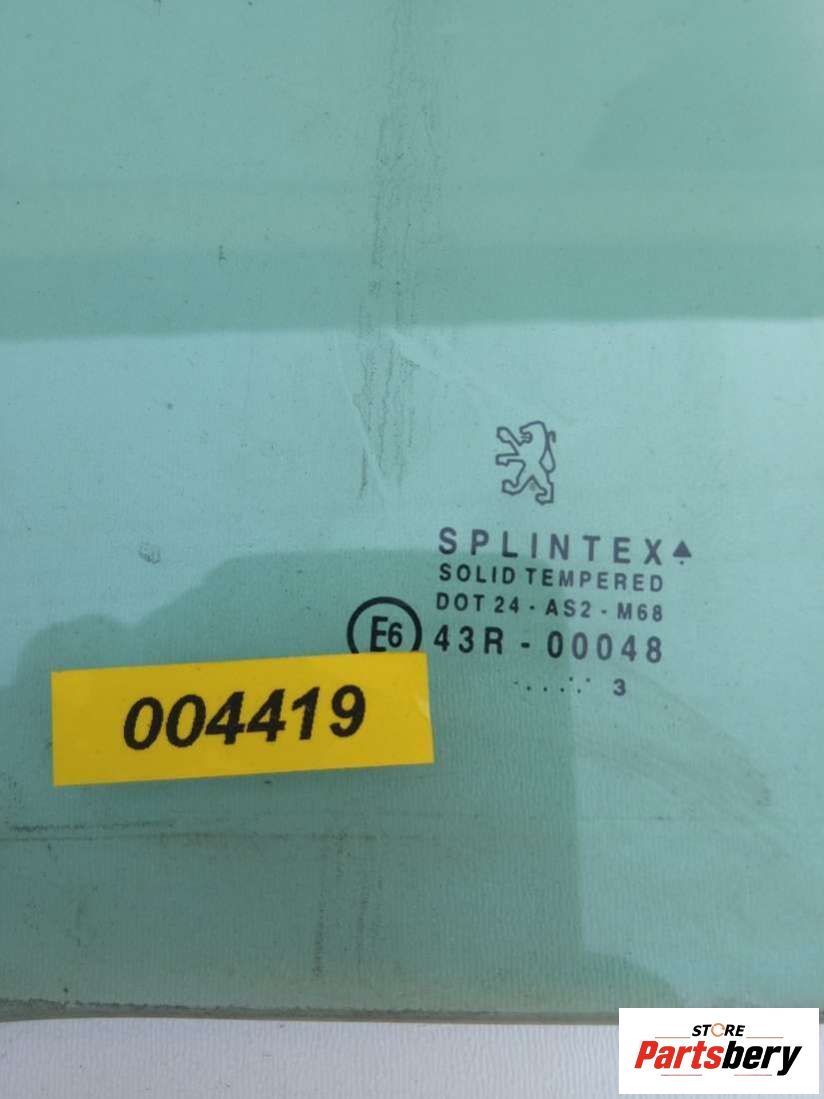 SPLINTEX
SOLID TEMPERED
DOT 24 - AS2 - M68
E6 43R - 00048
..... 3
004419
STORE
Partsbery